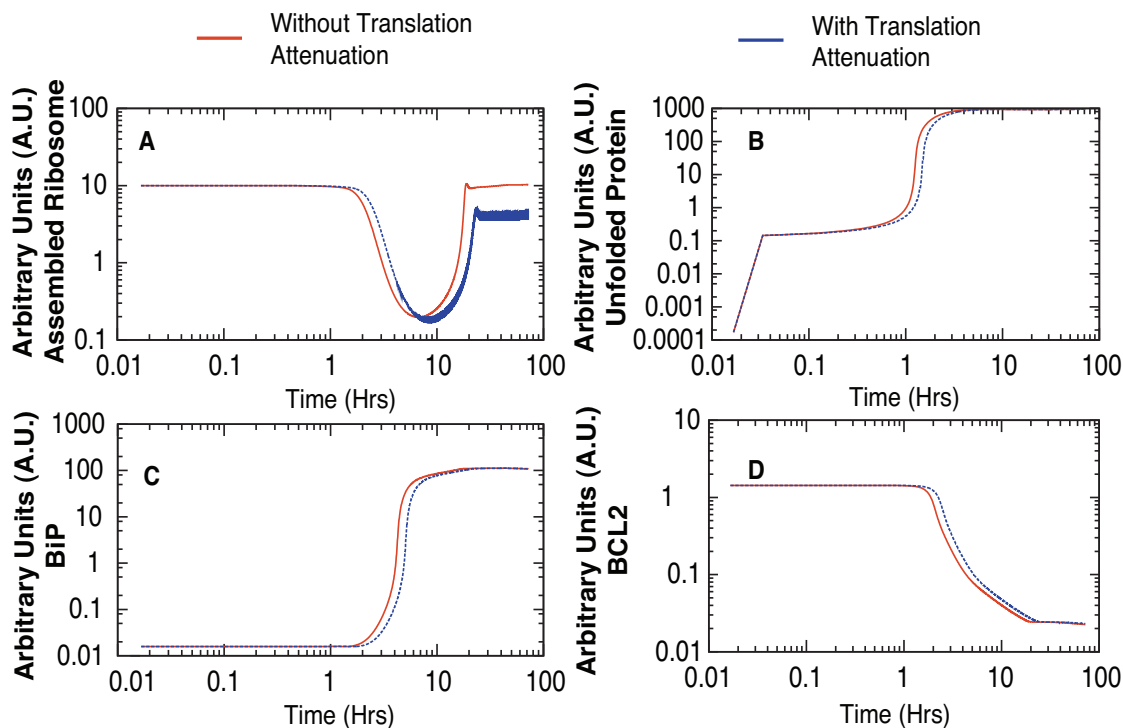 Without Translation
Attenuation
With Translation
Attenuation
Arbitrary Units (A.U.)
Assembled Ribosome
100
10
1
0.1
A
0.01
0.1
1
10
100
Time (Hrs)
Arbitrary Units (A.U.)
Unfolded Protein
1000
100
10
1
0.1
0.01
0.001
0.0001
B
0.01
0.1
1
10
100
Time (Hrs)
Arbitrary Units (A.U.)
BiP
1000
100
10
1
0.1
0.01
C
0.01
0.1
1
10
100
Time (Hrs)
Arbitrary Units (A.U.)
BCL2
10
1
0.1
0.01
D
0.01
0.1
1
10
100
Time (Hrs)